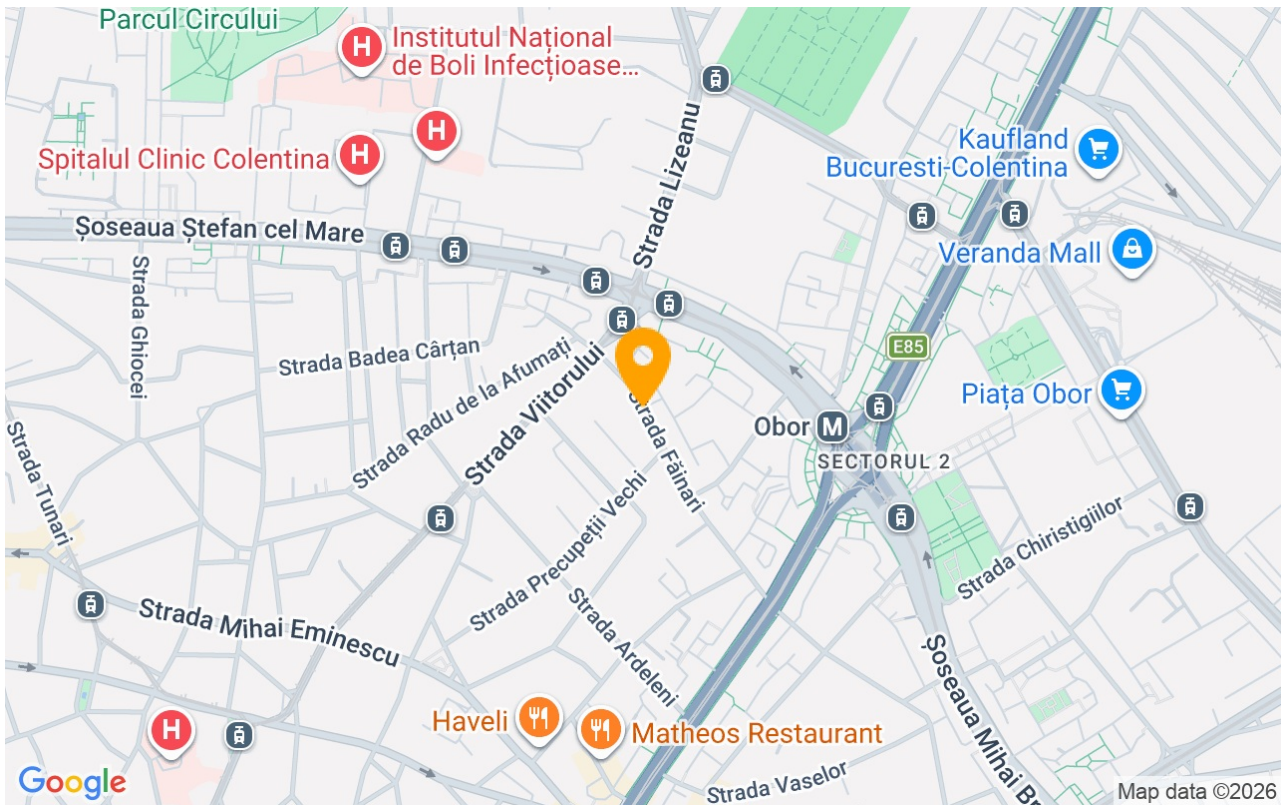 Parcul Circului
Institutul Național
de Boli Infecțioase...
H
H
Spitalul Clinic Colentina
H
Strada Lizeanu
Kaufland
Bucuresti-Colentina
Șoseaua Ștefan cel Mare
Veranda Mall
Strada Ghiocei
Strada Badea Cârțan
Strada Radu de la Afumați
Strada Viitorului
E85
Piața Obor
Strada Făinari
Obor M
SECTORUL 2
Strada Tunari
Strada Precupeții Vechi
Strada Chiristigiilor
Strada Mihai Eminescu
Strada Ardeleni
Șoseaua Mihai Br
Haveli
H
Matheos Restaurant
Strada Vaselor
Google
Map data ©2026